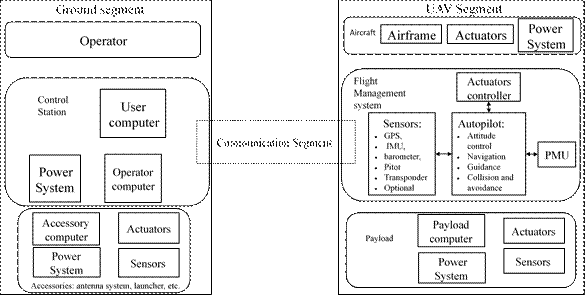 Ground segment
Operator
Control
Station
User
computer
Power
System
Operator
computer
Accessory
computer
Actuators
Power
System
Sensors
Accessories: antenna system, launcher, etc.
Communication Segment
UAV Segment
Aircraft
Airframe
Actuators
Power
System
Flight
Management
system
Actuators
controller
Sensors:
• GPS,
• IMU,
• barometer,
• Pitot
• Transponder
• Optional
Autopilot:
• Attitude
control
• Navigation
• Guidance
• Collision and
avoidance
PMU
Payload
Payload
computer
Actuators
Power
System
Sensors